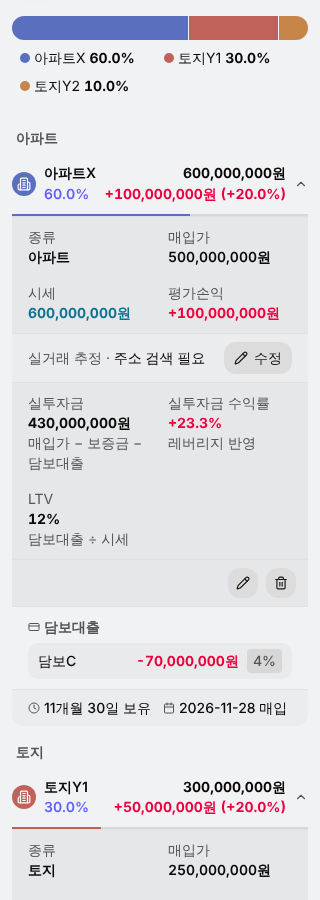 아파트X 60.0% 토지Y1 30.0%
토지Y2 10.0%
아파트
아파트X 600,000,000원
60.0% +100,000,000원 (+20.0%)
종류 매입가
아파트 500,000,000원
시세 평가손익
600,000,000원 +100,000,000원
실거래 추정 · 주소 검색 필요 수정
실투자금 실투자금 수익률
430,000,000원 +23.3%
매입가 − 보증금 − 레버리지 반영
담보대출
LTV
12%
담보대출 ÷ 시세
담보대출
담보C -70,000,000원 4%
11개월 30일 보유 2026-11-28 매입
토지
토지Y1 300,000,000원
30.0% +50,000,000원 (+20.0%)
종류 매입가
토지 250,000,000원